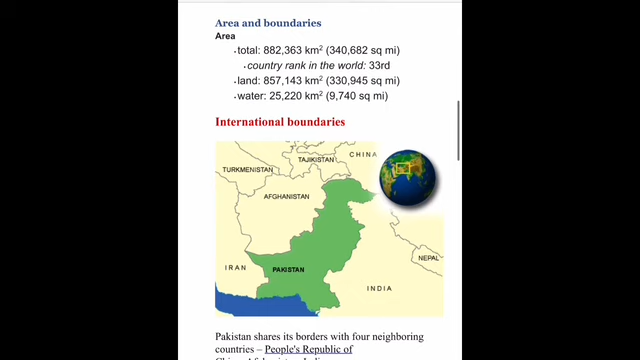 Area and boundaries
Area
•total: 882,363 km² (340,682 sq mi)
•country rank in the world: 33rd
•land: 857,143 km² (330,945 sq mi)
•water: 25,220 km² (9,740 sq mi)
International boundaries
CHINA
TAJIKISTAN
TURKMENISTAN
AFGHANISTAN
NEPAL
IRAN
PAKISTAN
INDIA
Pakistan shares its borders with four neighboring
countries – People's Republic of